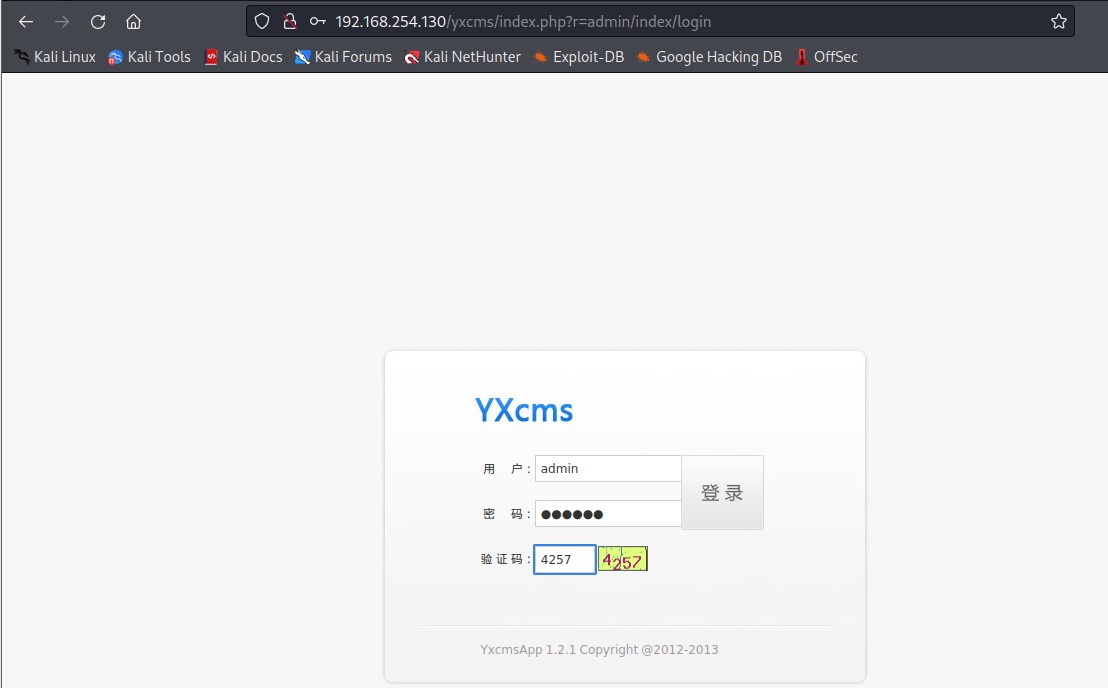 192.168.254.130/yxcms/index.php?r=admin/index/login
Kali Linux Kali Tools Kali Docs Kali Forums Kali NetHunter Exploit-DB Google Hacking DB OffSec
YXcms
用 户 : admin
登 录
密 码 : ●●●●●●
验 证 码 : 4257 4257
YxcmsApp 1.2.1 Copyright @2012-2013